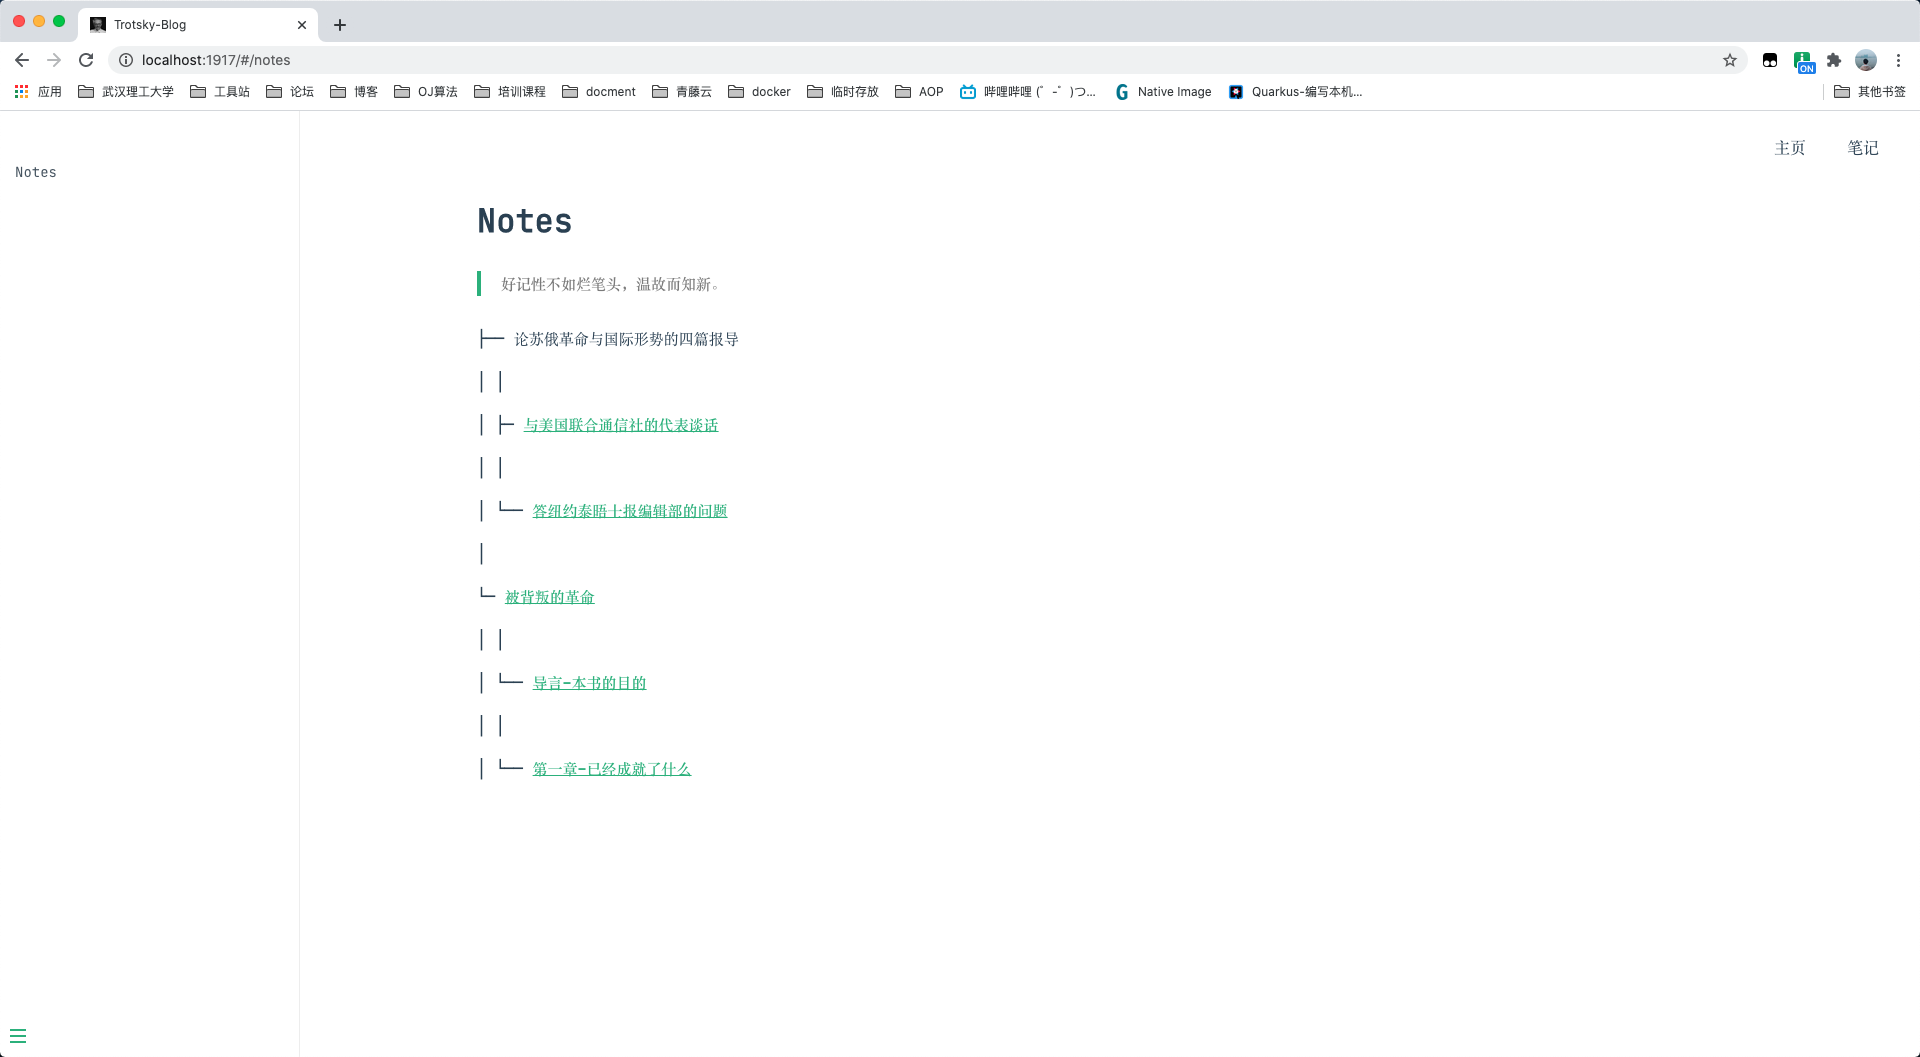 Trotsky-Blog
localhost:1917/#/notes
ON
应用 武汉理工大学 工具站 论坛 博客 OJ算法 培训课程 docment 青藤云 docker 临时存放 AOP 哔哩哔哩 (゜-゜)つ... Native Image Quarkus-编写本机... 其他书签
主页 笔记
Notes
Notes
好记性不如烂笔头，温故而知新。
├── 论苏俄革命与国际形势的四篇报导
│ │
│ ├─ 与美国联合通信社的代表谈话
│ │
│ └── 答纽约泰晤士报编辑部的问题
│
└─ 被背叛的革命
│ │
│ └── 导言-本书的目的
│ │
│ └── 第一章-已经成就了什么